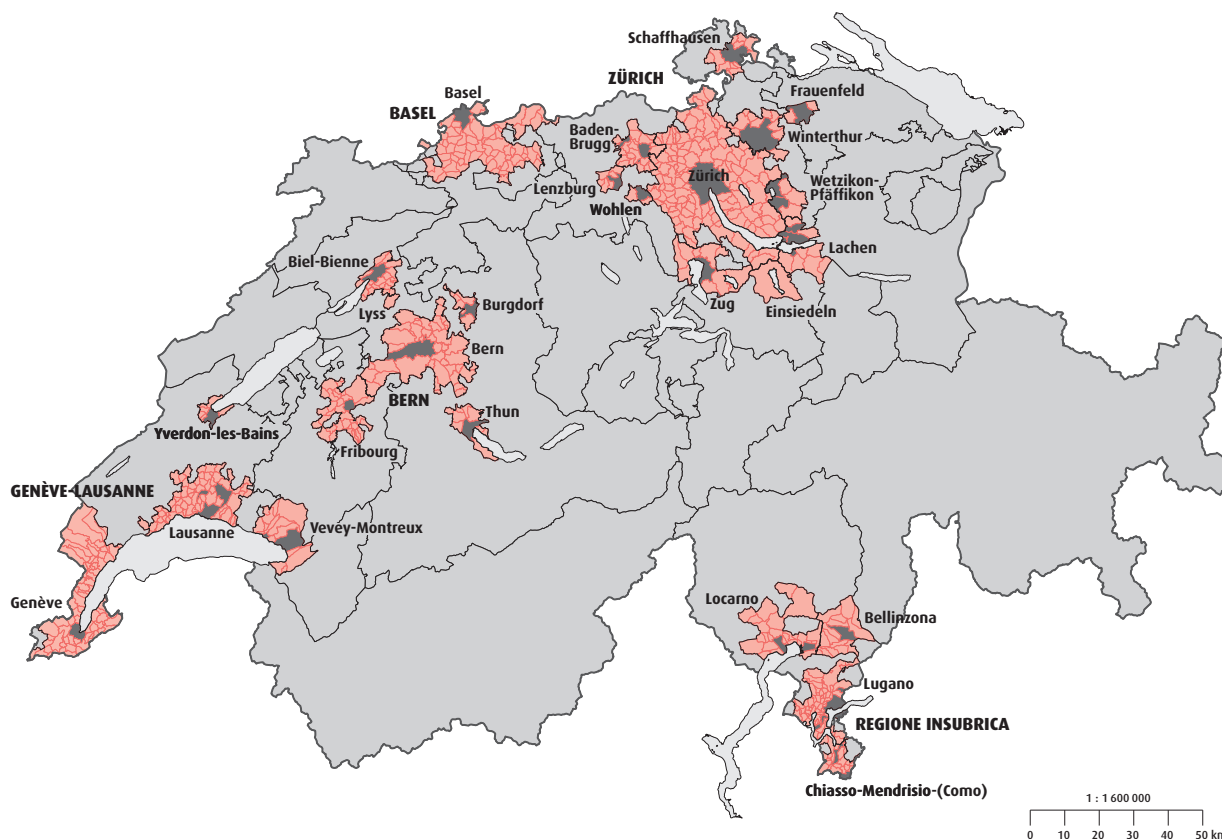 Schaffhausen
ZÜRICH
Basel
BASEL
Frauenfeld
Baden-
Brugg
Winterthur
Zürich
Wetzikon-
Pfäffikon
Lenzburg
Wohlen
Lachen
Biel-Bienne
Zug
Einsiedeln
Lyss
Burgdorf
Bern
BERN
Thun
Yverdon-les-Bains
Fribourg
GENÈVE-LAUSANNE
Lausanne
Vevey-Montreux
Genève
Locarno
Bellinzona
Lugano
REGIONE INSUBRICA
Chiasso-Mendrisio-(Como)
1 : 1 600 000
0 10 20 30 40 50 km